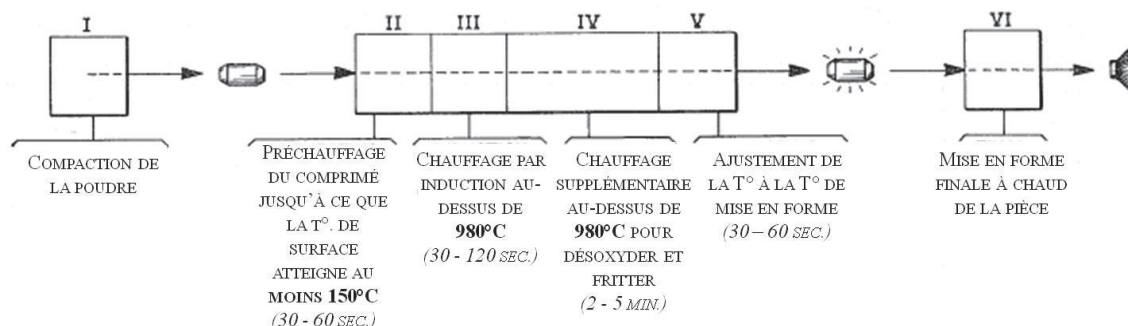 I
II
III
IV
V
VI
COMPACTION DE
LA POUDRE
PRÉCHAUFFAGE
DU COMPRIMÉ
JUSQU'À CE QUE
LA T°. DE
SURFACE
ATTEIGNE AU
MOINS 150°C
(30 - 60 SEC.)
CHAUFFAGE PAR
INDUCTION AU-
DESSUS DE
980°C
(30 - 120 SEC.)
CHAUFFAGE
SUPPLÉMENTAIRE
AU-DESSUS DE
980°C POUR
DÉSOXYDER ET
FRITTER
(2 - 5 MIN.)
AJUSTEMENT DE
LA T° À LA T° DE
MISE EN FORME
(30 – 60 SEC.)
MISE EN FORME
FINALE À CHAUD
DE LA PIÈCE